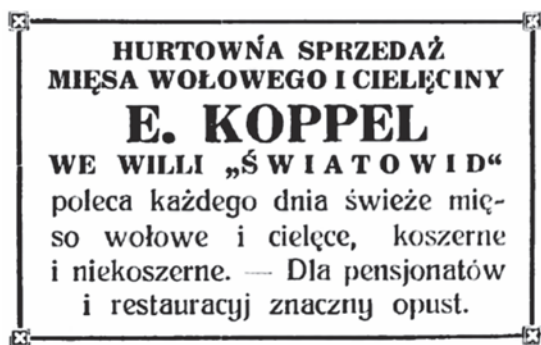 HURTOWŃA SPRZEDAŻ
MIĘSA WOŁOWEGO I CIELĘCINY
E. KOPPEL
WE WILLI „ŚWIATOWID“
poleca każdego dnia świeże mię-
so wołowe i cielęce, koszerne
i niekoszerne. — Dla pensjonatów
i restauracyj znaczny opust.